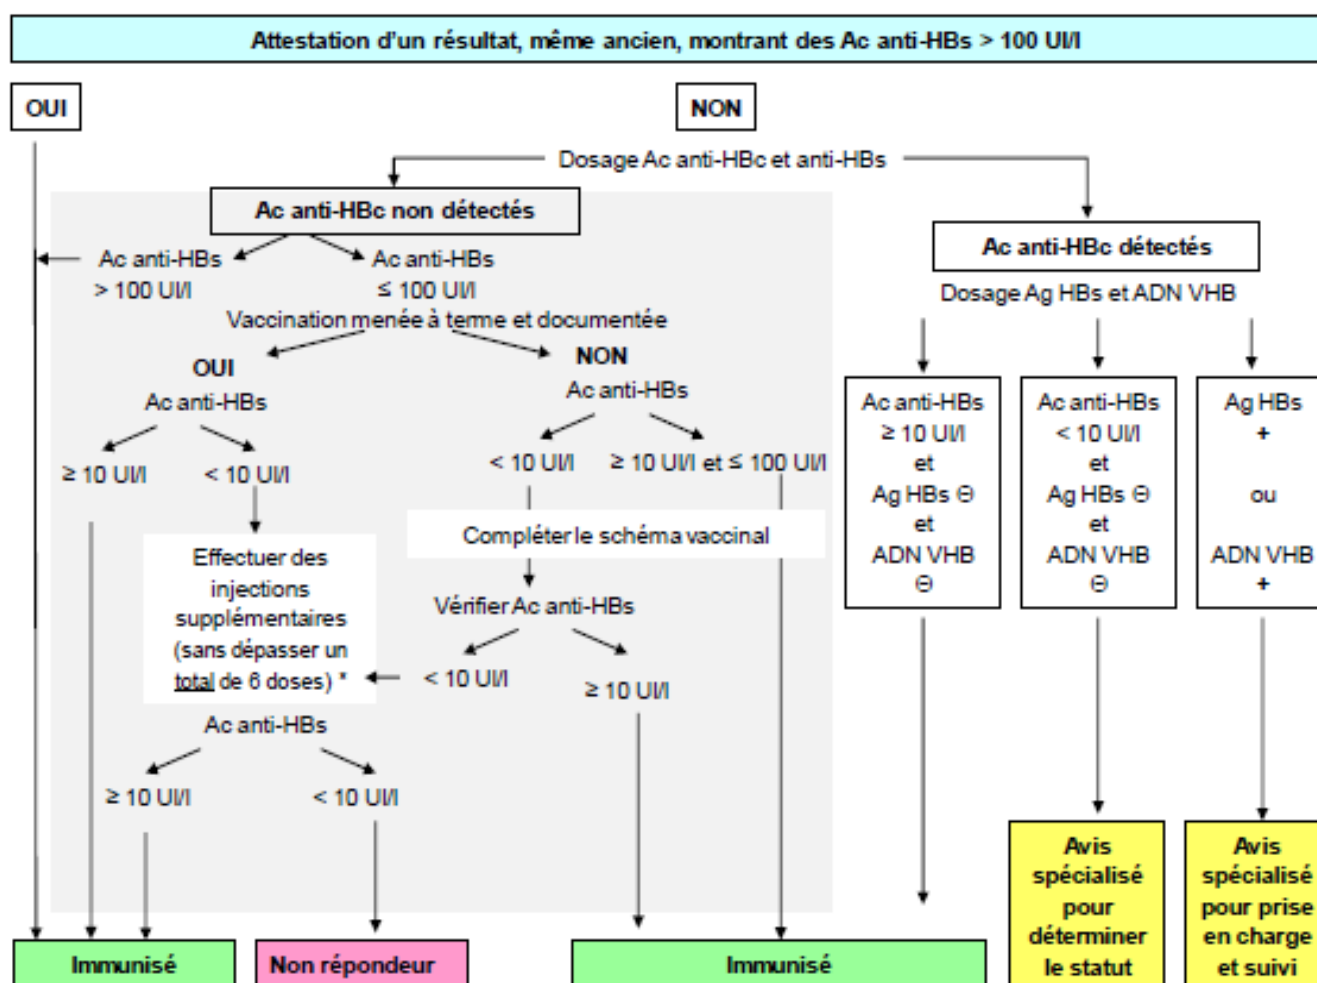 Attestation d'un résultat, même ancien, montrant des Ac anti-HBs > 100 UI/l
OUI
NON
Dosage Ac anti-HBc et anti-HBs
Ac anti-HBc non détectés
Ac anti-HBc détectés
Ac anti-HBs
> 100 UI/l
Ac anti-HBs
≤ 100 UI/l
Dosage Ag HBs et ADN VHB
Vaccination menée à terme et documentée
OUI
Ac anti-HBs
≥ 10 UI/l
< 10 UI/l
NON
Ac anti-HBs
< 10 UI/l
≥ 10 UI/l et ≤ 100 UI/l
Effectuer des
injections
supplémentaires
(sans dépasser un
total de 6 doses) *
Compléter le schéma vaccinal
Vérifier Ac anti-HBs
< 10 UI/l
≥ 10 UI/l
Ac anti-HBs
≥ 10 UI/l
< 10 UI/l
Ac anti-HBs
≥ 10 UI/l
et
Ag HBs ⊖
et
ADN VHB
⊖
Ac anti-HBs
< 10 UI/l
et
Ag HBs ⊖
et
ADN VHB
⊖
Ag HBs
+
ou
ADN VHB
+
Immunisé
Non répondeur
Immunisé
Avis
spécialisé
pour
déterminer
le statut
Avis
spécialisé
pour prise
en charge
et suivi